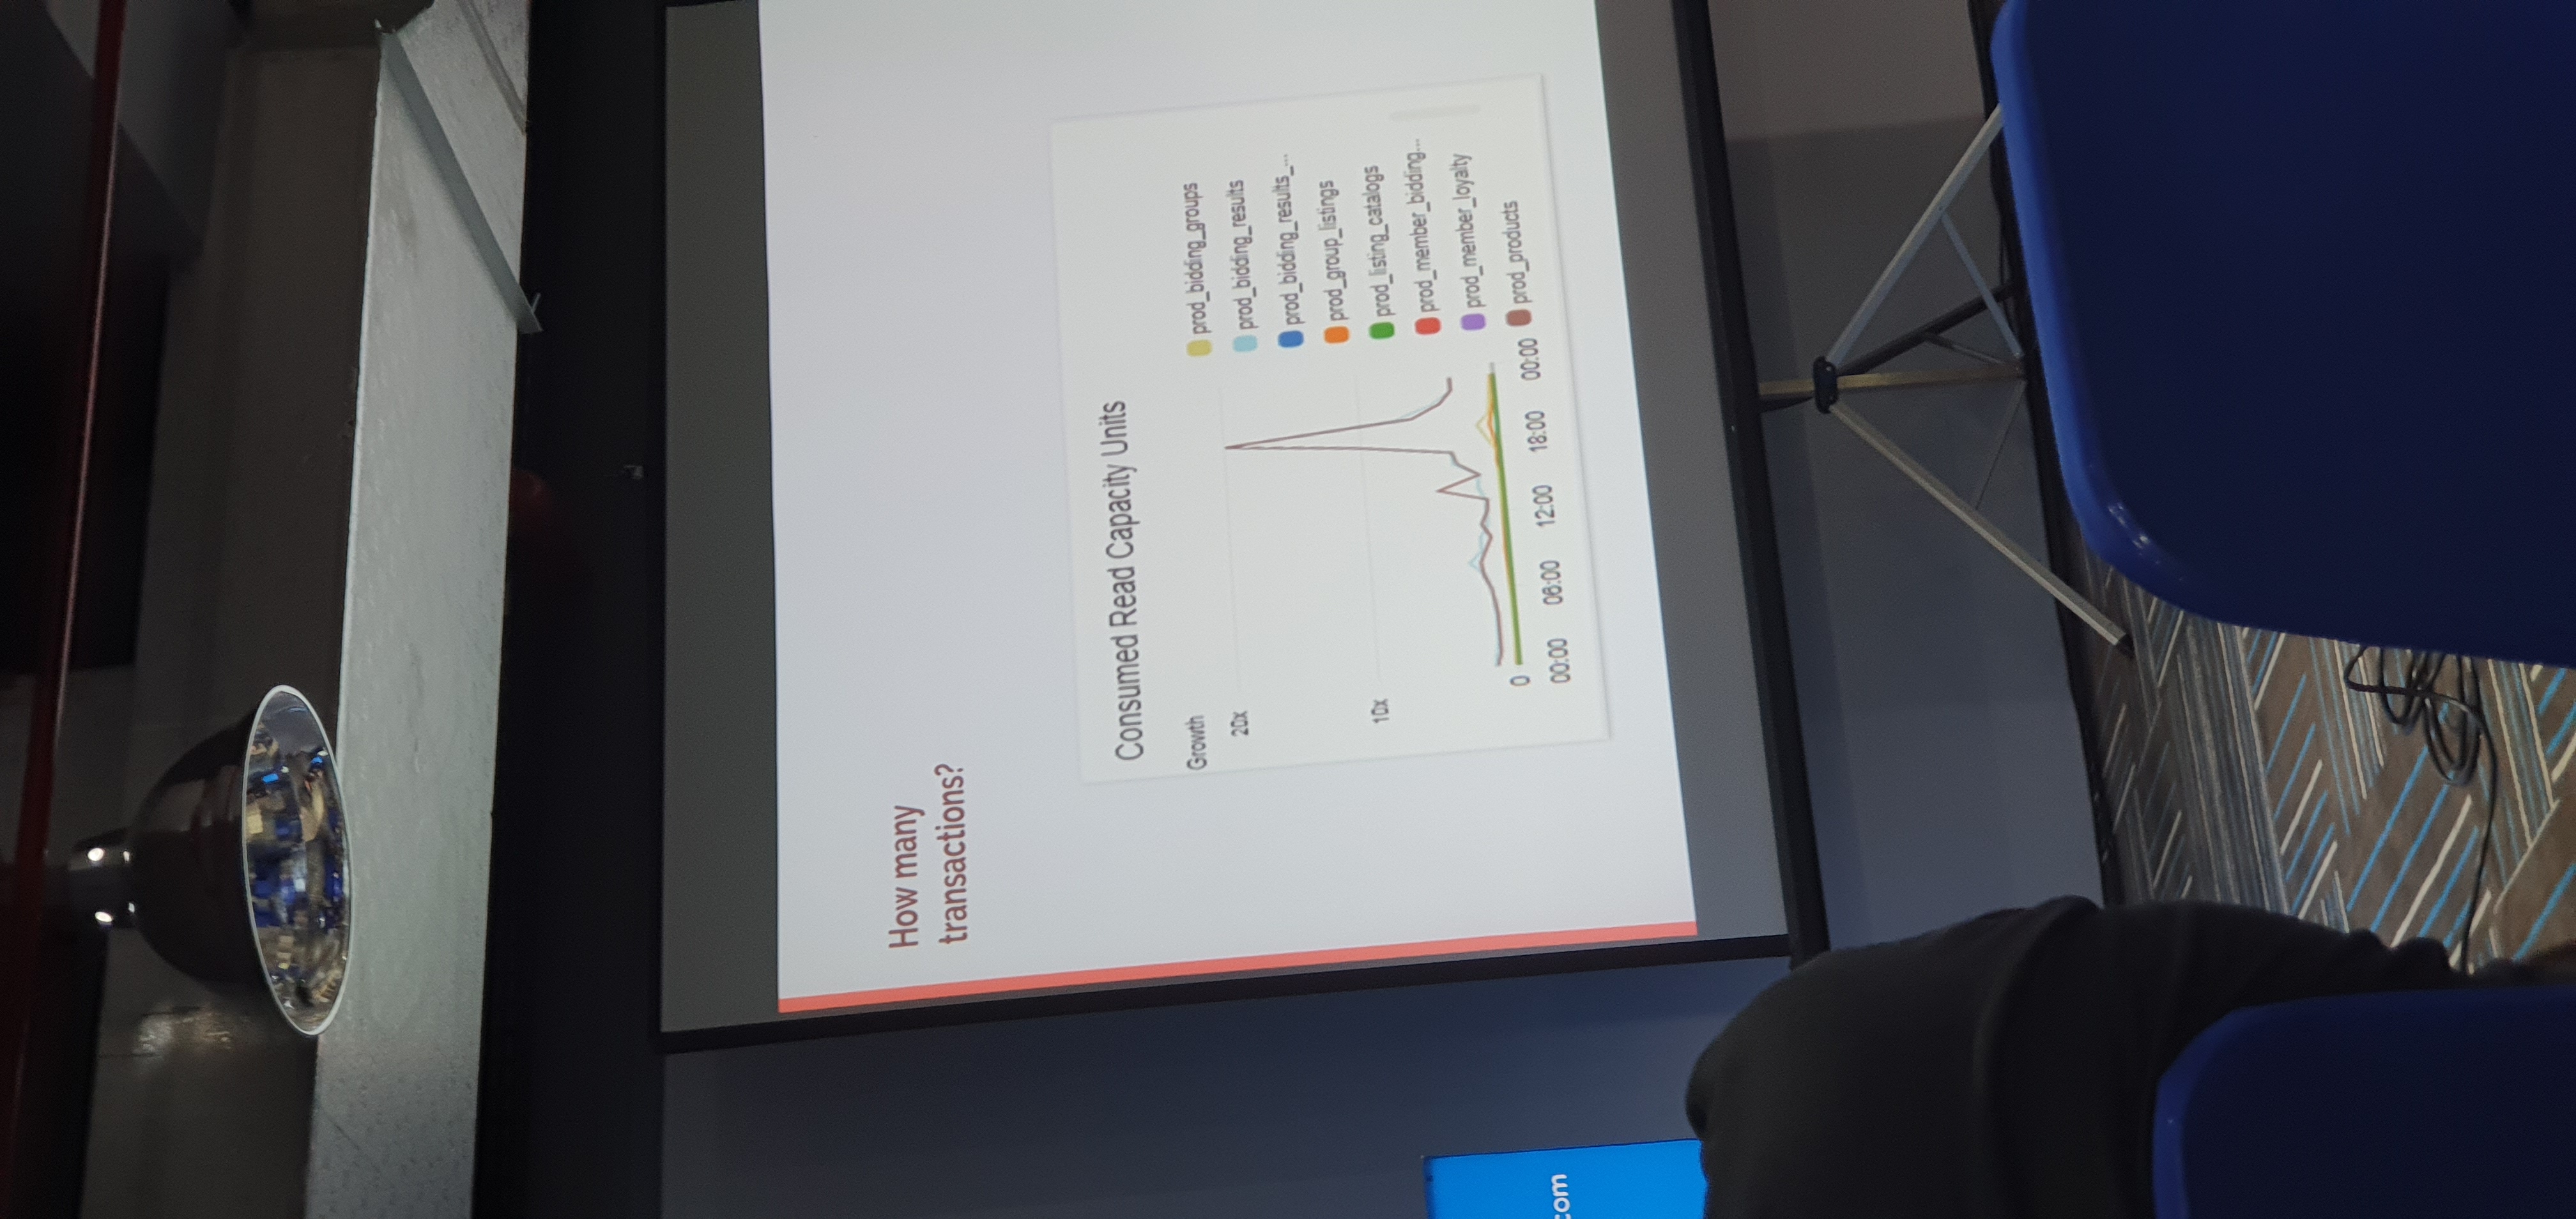 How many
transactions?
Consumed Read Capacity Units
Growth
20x
10x
0
00:00
06:00
12:00
18:00
00:00
prod_bidding_groups
prod_bidding_results
prod_bidding_results_...
prod_group_listings
prod_listing_catalogs
prod_member_bidding...
prod_member_loyalty
prod_products
.com